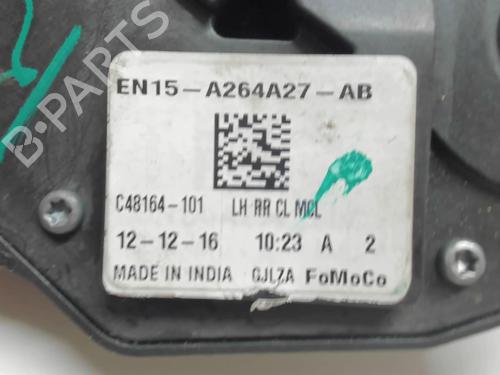 B-PARTS
EN15-A264A27-AB
C48164-101 LH RR CL MCL
12-12-16 10:23 A 2
MADE IN INDIA GJLZA FoMoCo